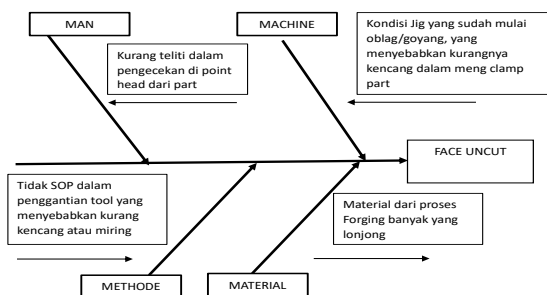 MAN
MACHINE
Kurang teliti dalam
pengecekan di point
head dari part
Kondisi Jig yang sudah mulai
oblag/goyang, yang
menyebabkan kurangnya
kencang dalam meng clamp
part
FACE UNCUT
Tidak SOP dalam
penggantian tool yang
menyebabkan kurang
kencang atau miring
Material dari proses
Forging banyak yang
lonjong
METHODE
MATERIAL